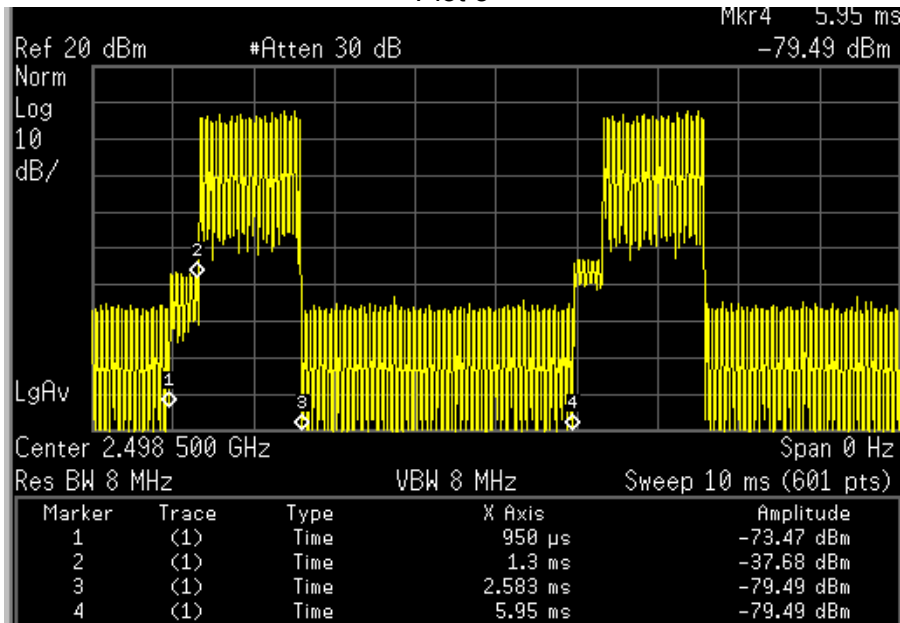 Mkr4 5.95 ms
Ref 20 dBm #Atten 30 dB -79.49 dBm
Norm
Log
10
dB/
2
1
3
4
LgAv
Center 2.498 500 GHz Span 0 Hz
Res BW 8 MHz VBW 8 MHz Sweep 10 ms (601 pts)
Marker Trace Type X Axis Amplitude
1 (1) Time 950 µs -73.47 dBm
2 (1) Time 1.3 ms -37.68 dBm
3 (1) Time 2.583 ms -79.49 dBm
4 (1) Time 5.95 ms -79.49 dBm